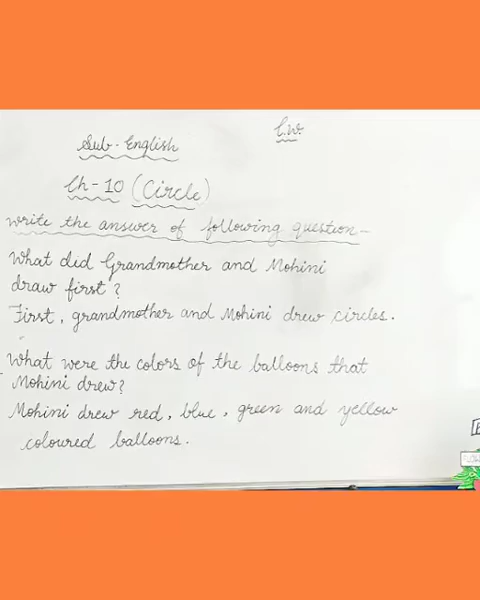 C.W.
Sub - English
Ch - 10 (Circle)
Write the answer of following question -
What did Grandmother and Mohini
draw first ?
First, grandmother and Mohini drew circles.
What were the colors of the balloons that
Mohini drew?
Mohini drew red, blue, green and yellow
coloured balloons.